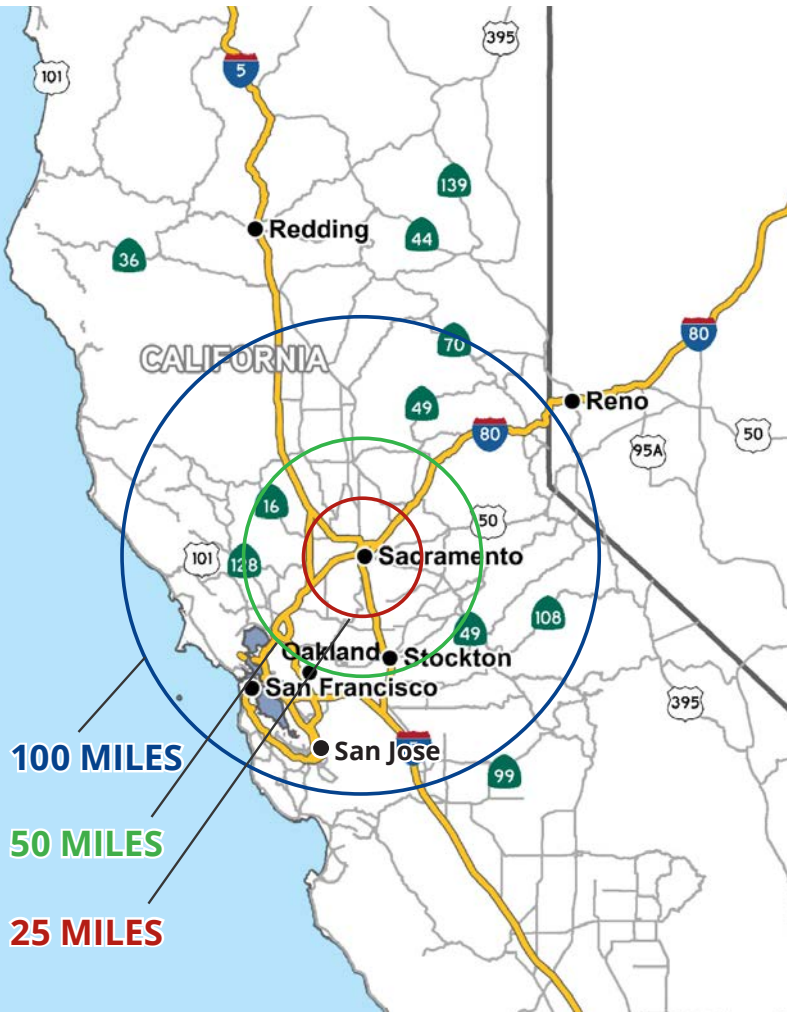 395
101
5
139
Redding
44
36
80
70
CALIFORNIA
Reno
49
80
50
95A
16
50
101
128
Sacramento
108
49
Oakland
Stockton
San Francisco
395
San Jose
100 MILES
99
50 MILES
25 MILES